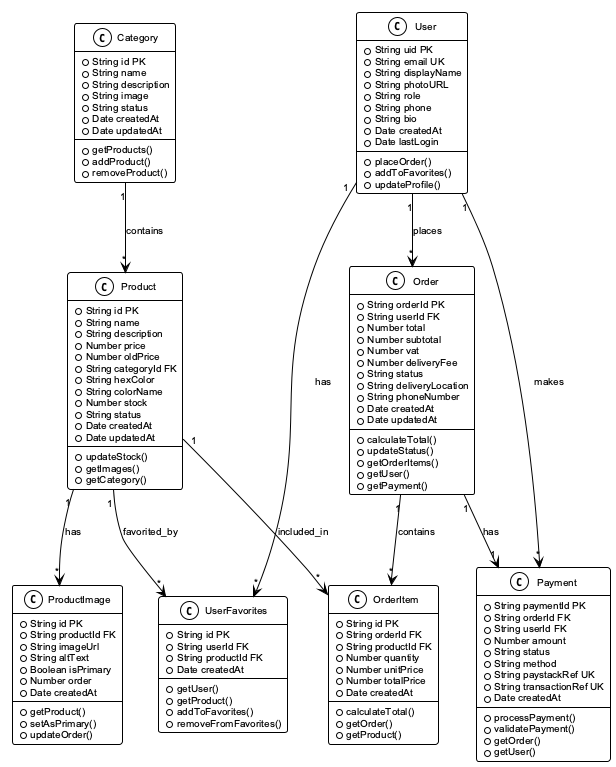 C Category
String id PK
String name
String description
String image
String status
Date createdAt
Date updatedAt
getProducts()
addProduct()
removeProduct()
C User
String uid PK
String email UK
String displayName
String photoURL
String role
String phone
String bio
Date createdAt
Date lastLogin
placeOrder()
addToFavorites()
updateProfile()
1
contains
*
1
has
*
1
places
*
1
makes
*
C Product
String id PK
String name
String description
Number price
Number oldPrice
String categoryId FK
String hexColor
String colorName
Number stock
String status
Date createdAt
Date updatedAt
updateStock()
getImages()
getCategory()
C Order
String orderId PK
String userId FK
Number total
Number subtotal
Number vat
Number deliveryFee
String status
String deliveryLocation
String phoneNumber
Date createdAt
Date updatedAt
calculateTotal()
updateStatus()
getOrderItems()
getUser()
getPayment()
1
has
*
1
favorited_by
*
1
included_in
*
1
contains
*
1
has
1
C ProductImage
String id PK
String productId FK
String imageUrl
String altText
Boolean isPrimary
Number order
Date createdAt
getProduct()
setAsPrimary()
updateOrder()
C UserFavorites
String id PK
String userId FK
String productId FK
Date createdAt
getUser()
getProduct()
addToFavorites()
removeFromFavorites()
C OrderItem
String id PK
String orderId FK
String productId FK
Number quantity
Number unitPrice
Number totalPrice
Date createdAt
calculateTotal()
getOrder()
getProduct()
C Payment
String paymentId PK
String orderId FK
String userId FK
Number amount
String status
String method
String paystackRef UK
String transactionRef UK
Date createdAt
processPayment()
validatePayment()
getOrder()
getUser()